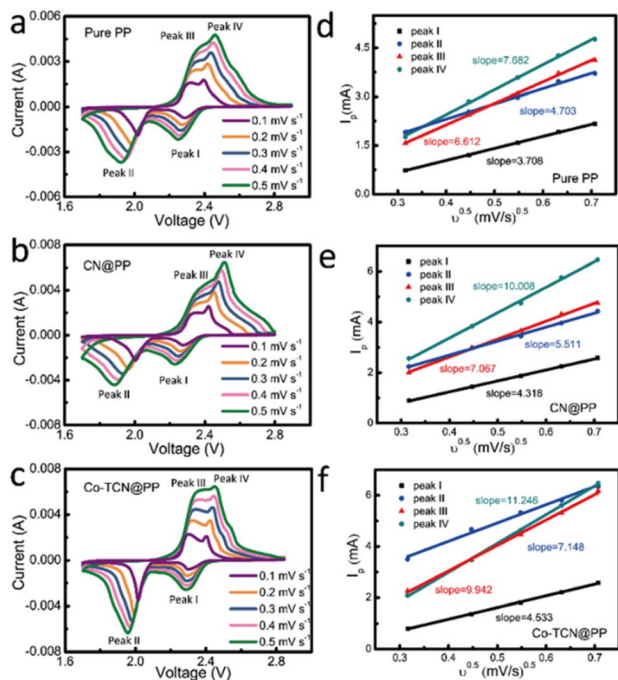 a
Pure PP
Peak III
Peak IV
Peak I
Peak II
0.1 mV s⁻¹
0.2 mV s⁻¹
0.3 mV s⁻¹
0.4 mV s⁻¹
0.5 mV s⁻¹
0.006
0.003
0.000
-0.003
-0.006
Current (A)
1.6 2.0 2.4 2.8
Voltage (V)
d
peak I
peak II
peak III
peak IV
slope=7.682
slope=4.703
slope=6.612
slope=3.708
Pure PP
4.5
3.0
1.5
0.0
Iₚ(mA)
0.3 0.4 0.5 0.6 0.7
υ^0.5 (mV/s)^0.5
b
CN@PP
Peak III
Peak IV
Peak I
Peak II
0.1 mV s⁻¹
0.2 mV s⁻¹
0.3 mV s⁻¹
0.4 mV s⁻¹
0.5 mV s⁻¹
0.008
0.004
0.000
-0.004
-0.008
Current (A)
1.6 2.0 2.4 2.8
Voltage (V)
e
peak I
peak II
peak III
peak IV
slope=10.008
slope=5.511
slope=7.067
slope=4.318
CN@PP
6
4
2
0
Iₚ (mA)
0.3 0.4 0.5 0.6 0.7
υ^0.5 (mV/s)^0.5
c
Co-TCN@PP
Peak III
Peak IV
Peak I
Peak II
0.1 mV s⁻¹
0.2 mV s⁻¹
0.3 mV s⁻¹
0.4 mV s⁻¹
0.5 mV s⁻¹
0.008
0.004
0.000
-0.004
-0.008
Current (A)
1.6 2.0 2.4 2.8
Voltage (V)
f
peak I
peak II
peak III
peak IV
slope=11.246
slope=7.148
slope=9.942
slope=4.533
Co-TCN@PP
6
4
2
0
Iₚ (mA)
0.3 0.4 0.5 0.6 0.7
υ^0.5 (mV/s)^0.5